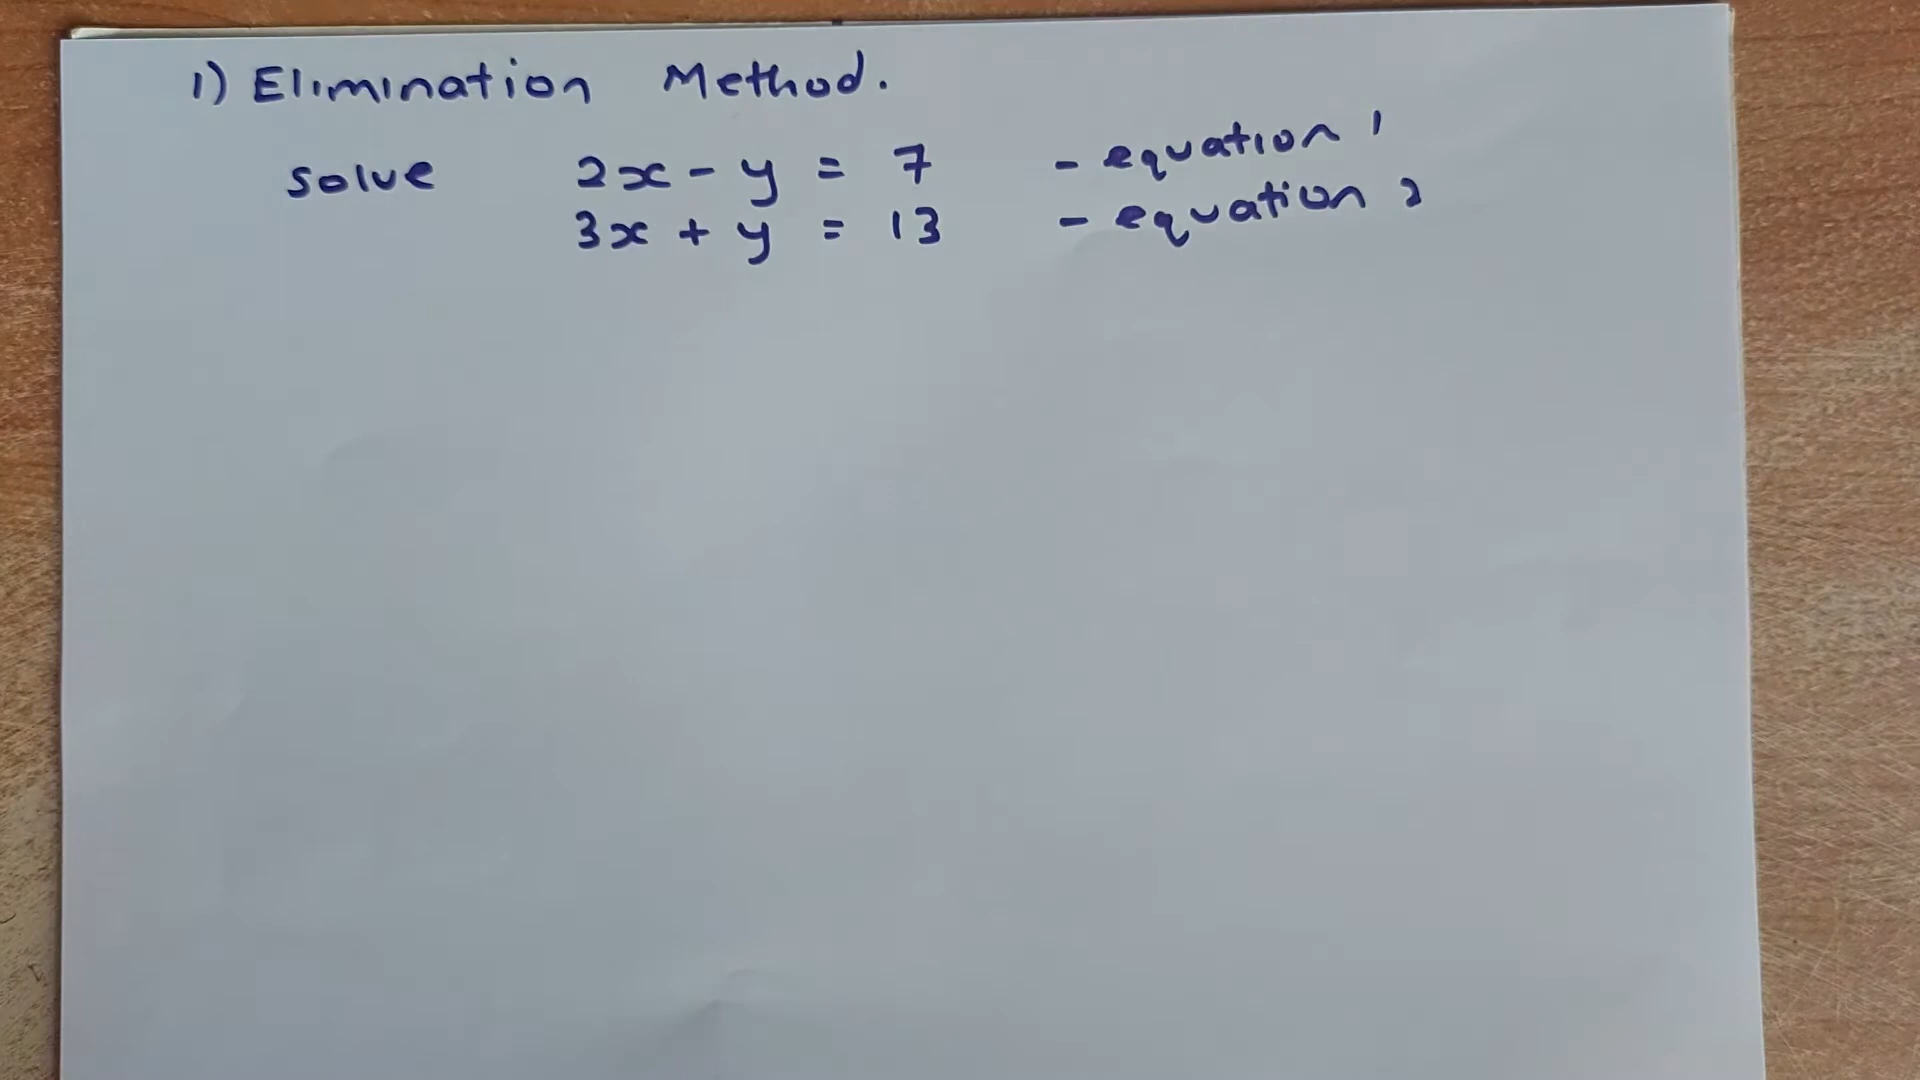 1) Elimination Method.
solve 2x - y = 7 - equation 1
3x + y = 13 - equation 2